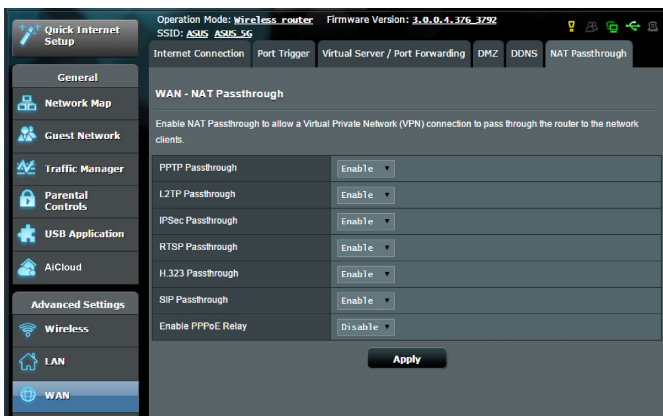 Quick Internet
Setup
Operation Mode: Wireless router Firmware Version: 3.0.0.4.376_3792
SSID: ASUS ASUS_5G
Internet Connection Port Trigger Virtual Server / Port Forwarding DMZ DDNS NAT Passthrough
General
Network Map
Guest Network
Traffic Manager
Parental
Controls
USB Application
AiCloud
Advanced Settings
Wireless
LAN
WAN
WAN - NAT Passthrough
Enable NAT Passthrough to allow a Virtual Private Network (VPN) connection to pass through the router to the network
clients.
PPTP Passthrough Enable
L2TP Passthrough Enable
IPSec Passthrough Enable
RTSP Passthrough Enable
H.323 Passthrough Enable
SIP Passthrough Enable
Enable PPPoE Relay Disable
Apply